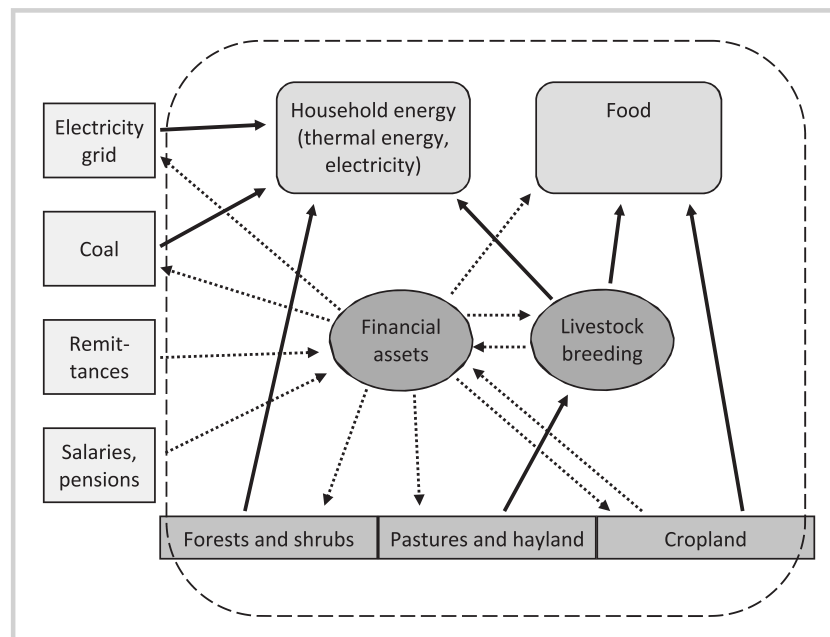 Electricity
grid
Household energy
(thermal energy,
electricity)
Food
Coal
Remit-
tances
Financial
assets
Livestock
breeding
Salaries,
pensions
Forests and shrubs
Pastures and hayland
Cropland